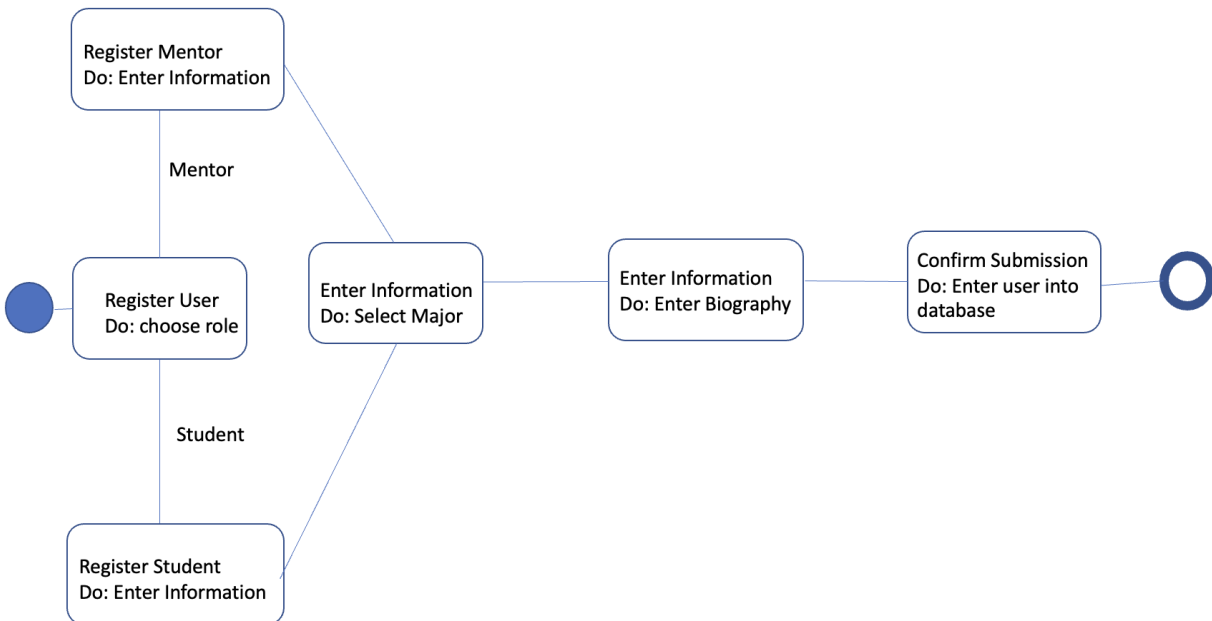 Register Mentor
Do: Enter Information
Mentor
Register User
Do: choose role
Student
Register Student
Do: Enter Information
Enter Information
Do: Select Major
Enter Information
Do: Enter Biography
Confirm Submission
Do: Enter user into
database